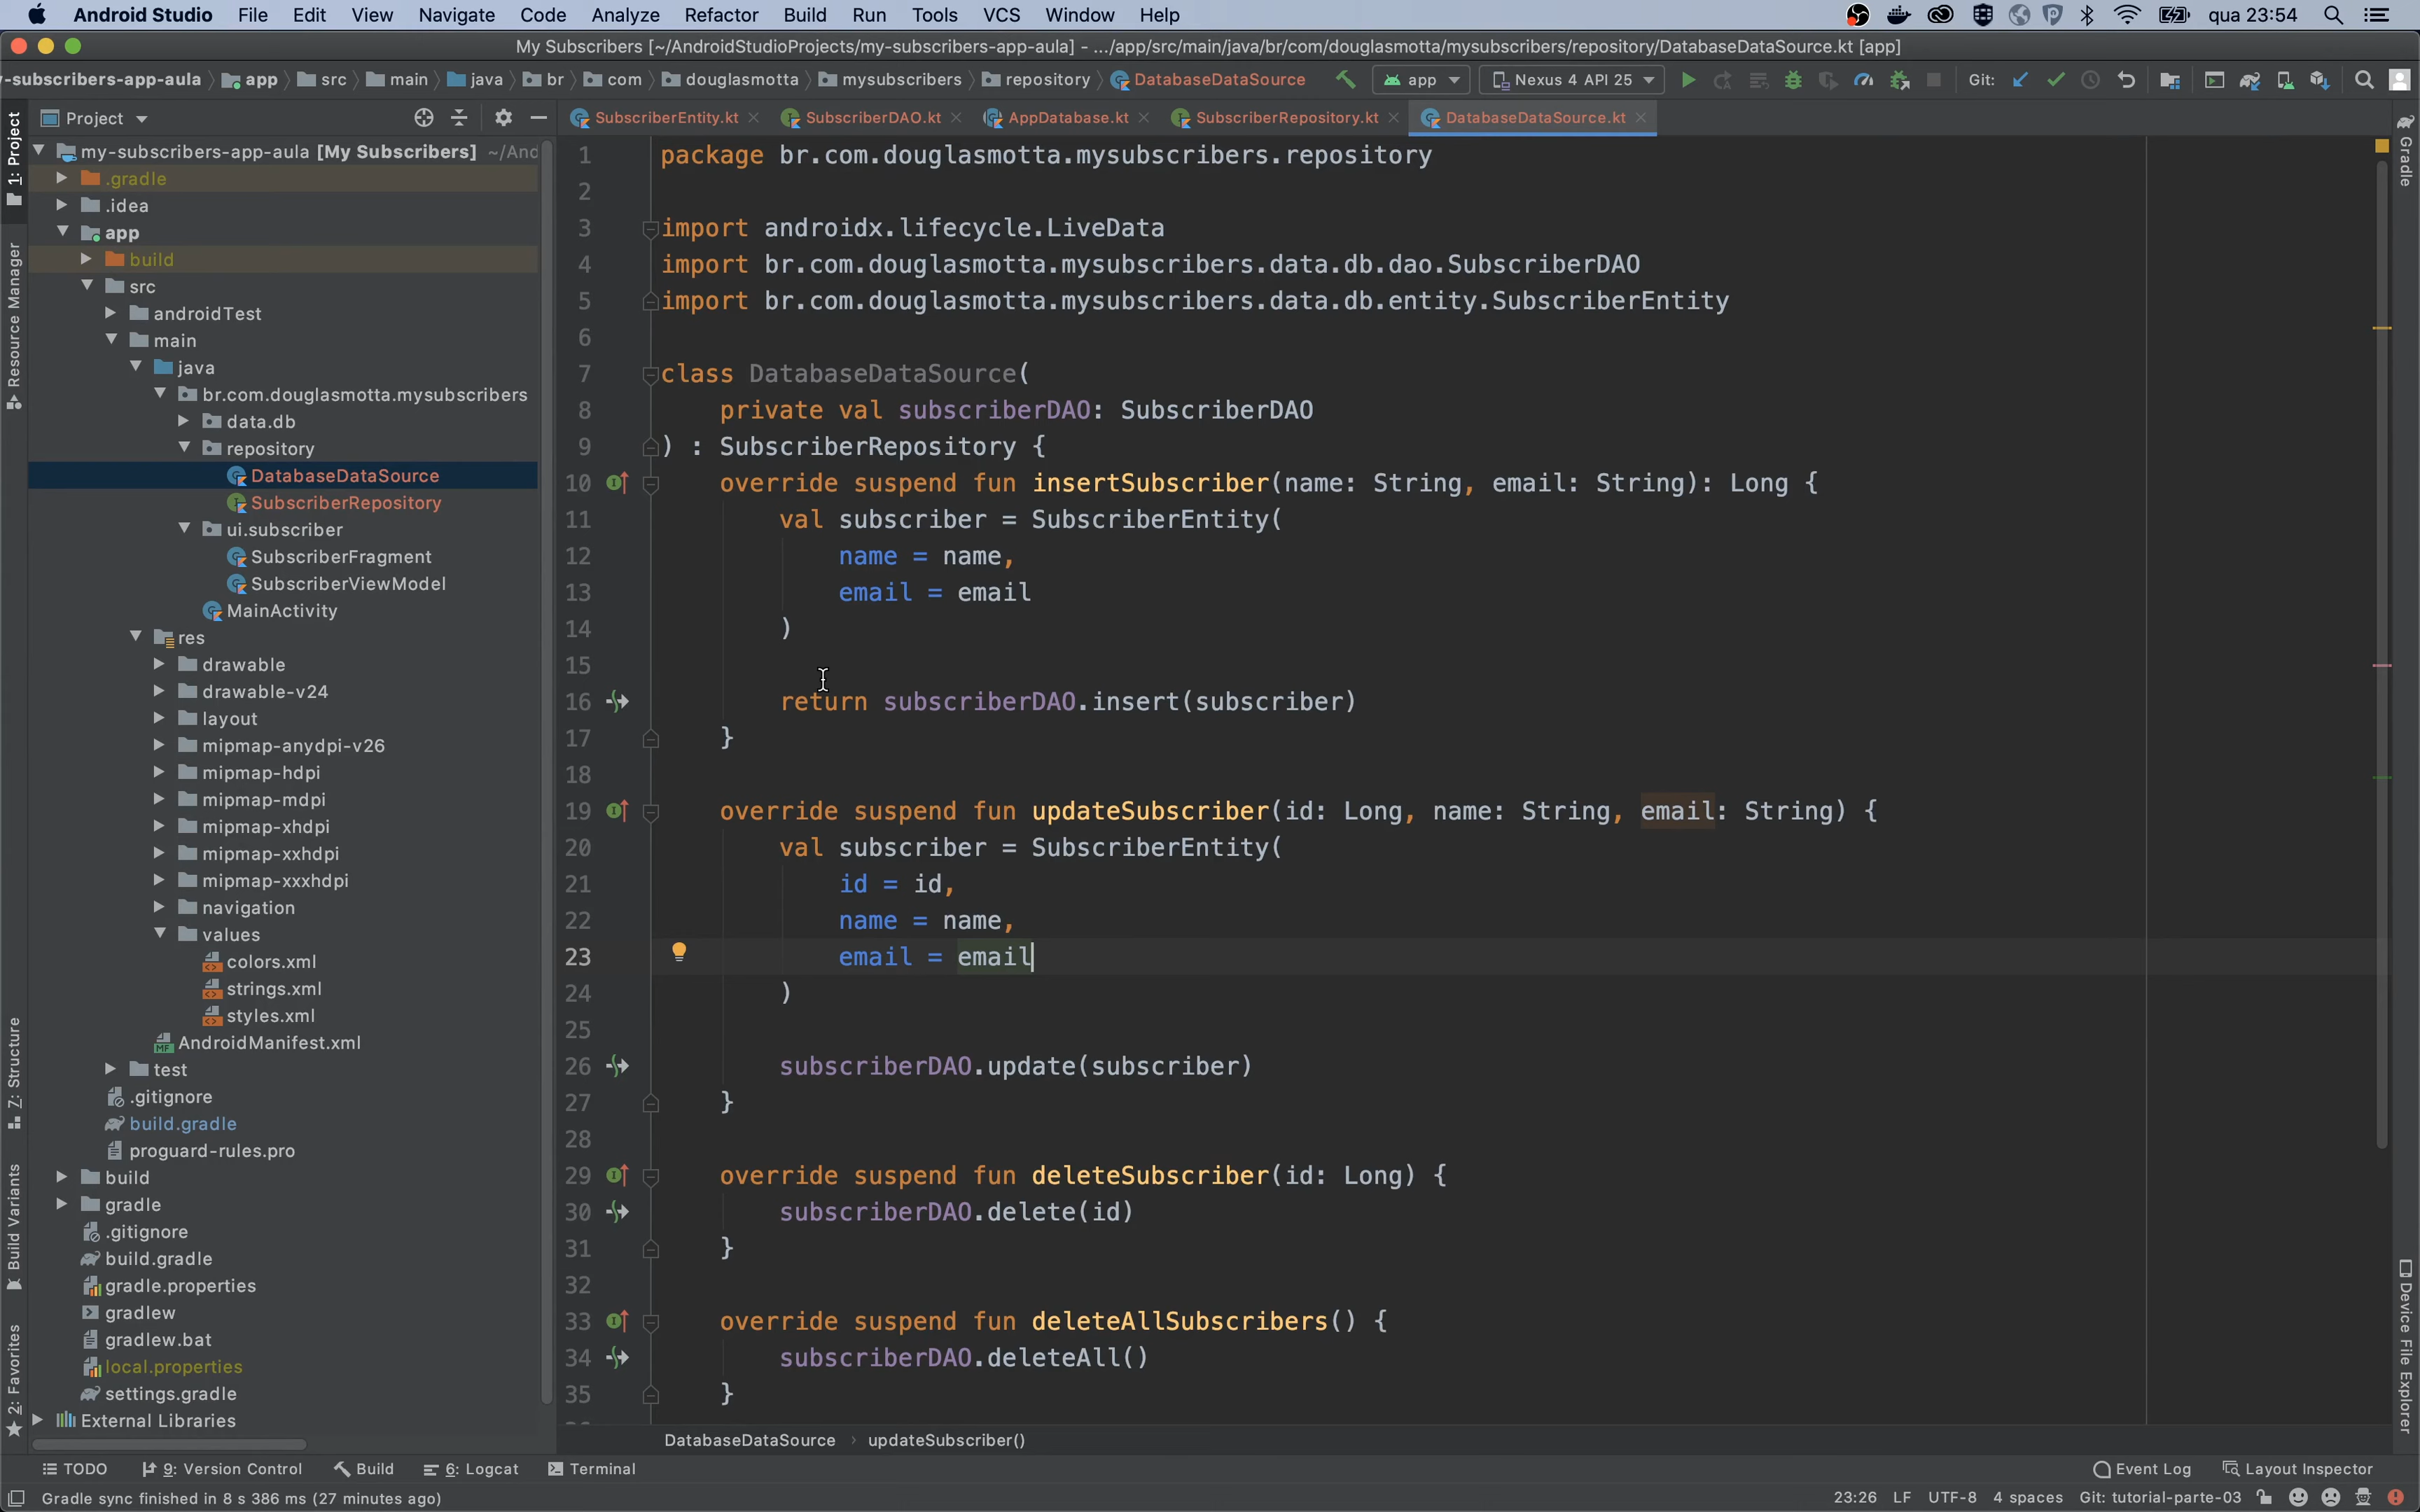 Android Studio File Edit View Navigate Code Analyze Refactor Build Run Tools VCS Window Help qua 23:54
My Subscribers [~/AndroidStudioProjects/my-subscribers-app-aula] - .../app/src/main/java/br/com/douglasmotta/mysubscribers/repository/DatabaseDataSource.kt [app]
-subscribers-app-aula app src main java br com douglasmotta mysubscribers repository DatabaseDataSource app Nexus 4 API 25 Git:
Project
SubscriberEntity.kt SubscriberDAO.kt AppDatabase.kt SubscriberRepository.kt DatabaseDataSource.kt
1: Project
Resource Manager
Z: Structure
Build Variants
2: Favorites
my-subscribers-app-aula [My Subscribers] ~/And
.gradle
.idea
app
build
src
androidTest
main
java
br.com.douglasmotta.mysubscribers
data.db
repository
DatabaseDataSource
SubscriberRepository
ui.subscriber
SubscriberFragment
SubscriberViewModel
MainActivity
res
drawable
drawable-v24
layout
mipmap-anydpi-v26
mipmap-hdpi
mipmap-mdpi
mipmap-xhdpi
mipmap-xxhdpi
mipmap-xxxhdpi
navigation
values
colors.xml
strings.xml
styles.xml
AndroidManifest.xml
test
.gitignore
build.gradle
proguard-rules.pro
build
gradle
.gitignore
build.gradle
gradle.properties
gradlew
gradlew.bat
local.properties
settings.gradle
External Libraries
1 package br.com.douglasmotta.mysubscribers.repository
2
3 import androidx.lifecycle.LiveData
4 import br.com.douglasmotta.mysubscribers.data.db.dao.SubscriberDAO
5 import br.com.douglasmotta.mysubscribers.data.db.entity.SubscriberEntity
6
7 class DatabaseDataSource(
8 private val subscriberDAO: SubscriberDAO
9 ) : SubscriberRepository {
10 override suspend fun insertSubscriber(name: String, email: String): Long {
11 val subscriber = SubscriberEntity(
12 name = name,
13 email = email
14 )
15
16 return subscriberDAO.insert(subscriber)
17 }
18
19 override suspend fun updateSubscriber(id: Long, name: String, email: String) {
20 val subscriber = SubscriberEntity(
21 id = id,
22 name = name,
23 email = email
24 )
25
26 subscriberDAO.update(subscriber)
27 }
28
29 override suspend fun deleteSubscriber(id: Long) {
30 subscriberDAO.delete(id)
31 }
32
33 override suspend fun deleteAllSubscribers() {
34 subscriberDAO.deleteAll()
35 }
Gradle
Device File Explorer
DatabaseDataSource updateSubscriber()
TODO 9: Version Control Build 6: Logcat Terminal Event Log Layout Inspector
Gradle sync finished in 8 s 386 ms (27 minutes ago) 23:26 LF UTF-8 4 spaces Git: tutorial-parte-03